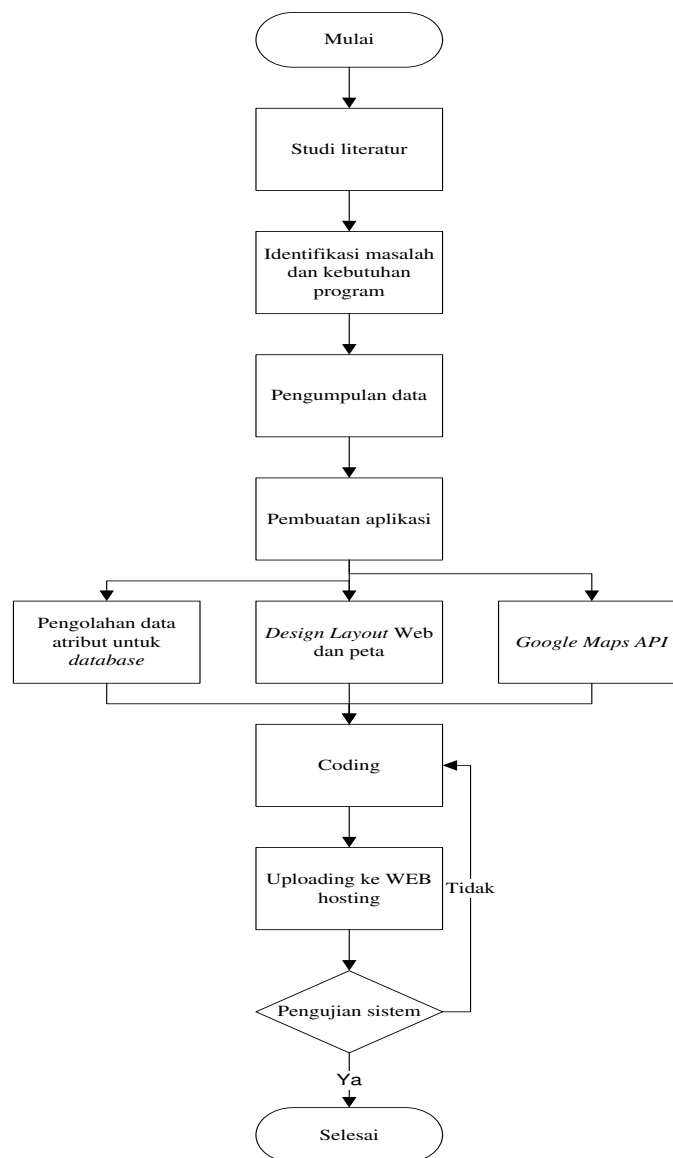 Mulai
Studi literatur
Identifikasi masalah
dan kebutuhan
program
Pengumpulan data
Pembuatan aplikasi
Pengolahan data
atribut untuk
database
Design Layout Web
dan peta
Google Maps API
Coding
Uploading ke WEB
hosting
Tidak
Pengujian sistem
Ya
Selesai